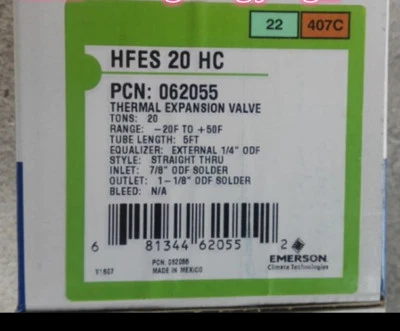 22 407C
HFES 20 HC
PCN: 062055
THERMAL EXPANSION VALVE
TONS: 20
RANGE: -20F TO +50F
TUBE LENGTH: 5FT
EQUALIZER: EXTERNAL 1/4" ODF
STYLE: STRAIGHT THRU
INLET: 7/8" ODF SOLDER
OUTLET: 1-1/8" ODF SOLDER
BLEED: N/A
6 81344 62055 2
EMERSON
Climate Technologies
PCN: 062055
MADE IN MEXICO
V1607